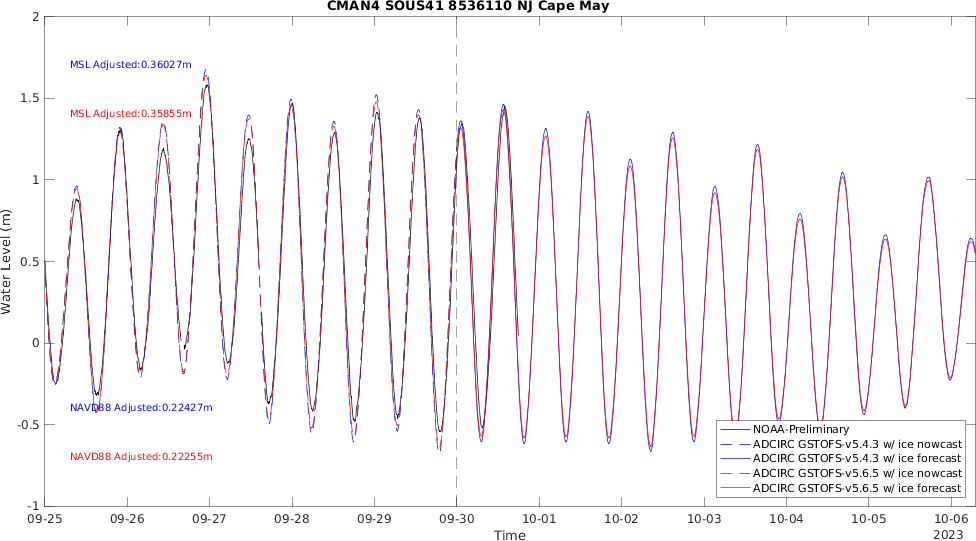 CMAN4 SOUS41 8536110 NJ Cape May
2
1.5
1
0.5
0
-0.5
-1
Water Level (m)
MSL Adjusted:0.36027m
MSL Adjusted:0.35855m
NAVD88 Adjusted:0.22427m
NAVD88 Adjusted:0.22255m
NOAA-Preliminary
ADCIRC GSTOFS-v5.4.3 w/ ice nowcast
ADCIRC GSTOFS-v5.4.3 w/ ice forecast
ADCIRC GSTOFS-v5.6.5 w/ ice nowcast
ADCIRC GSTOFS-v5.6.5 w/ ice forecast
09-25 09-26 09-27 09-28 09-29 09-30 10-01 10-02 10-03 10-04 10-05 10-06
2023
Time